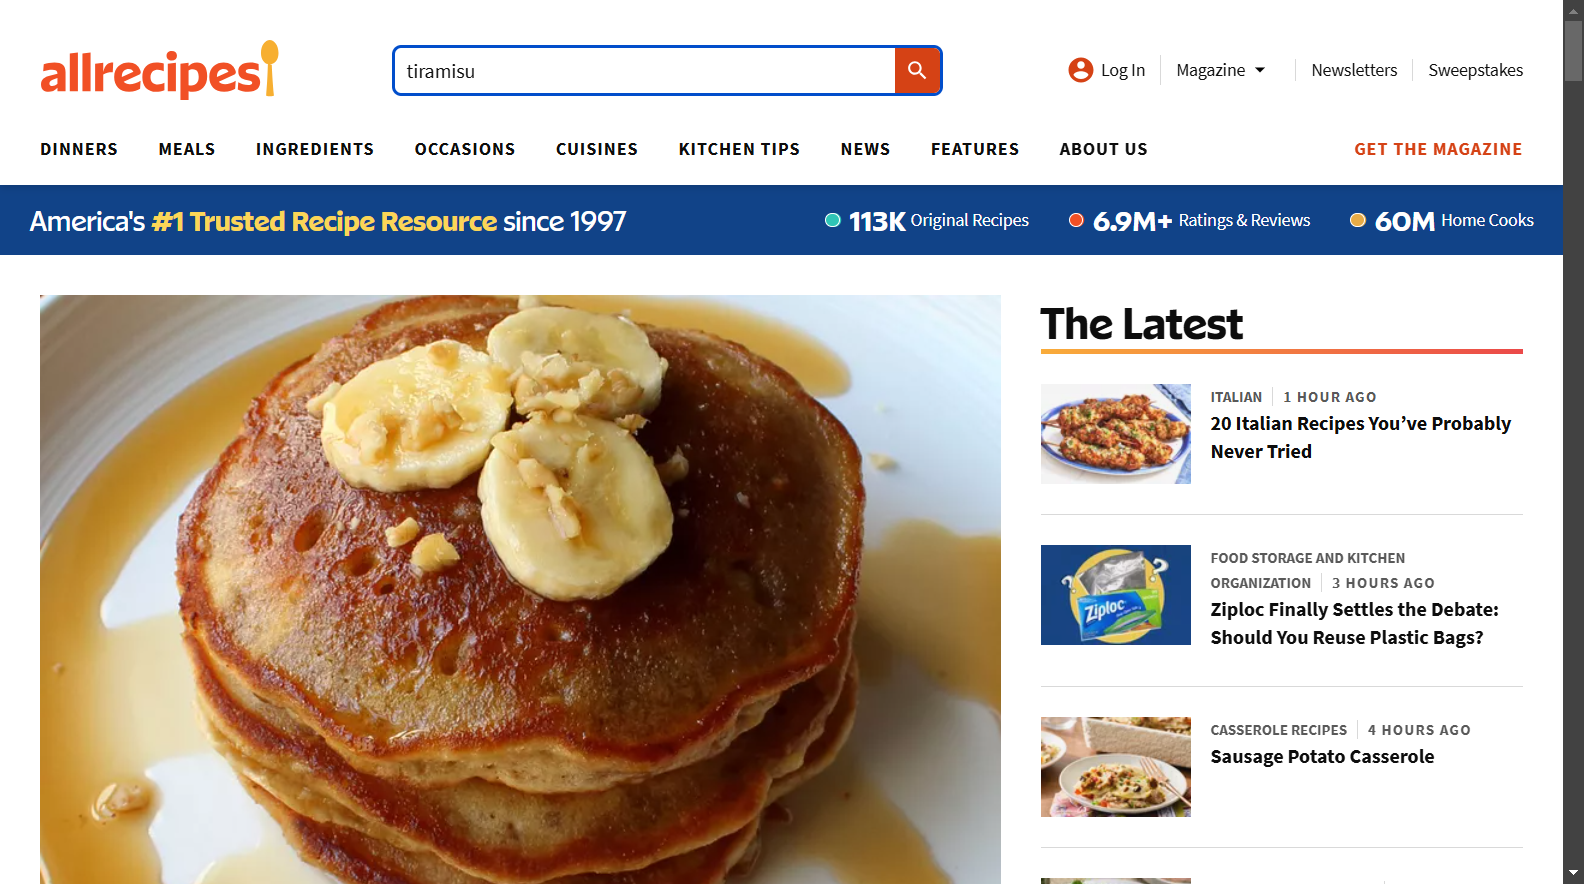 allrecipes
tiramisu
Log In
Magazine
Newsletters
Sweepstakes
DINNERS
MEALS
INGREDIENTS
OCCASIONS
CUISINES
KITCHEN TIPS
NEWS
FEATURES
ABOUT US
GET THE MAGAZINE
America's #1 Trusted Recipe Resource since 1997
113K Original Recipes
6.9M+ Ratings & Reviews
60M Home Cooks
The Latest
ITALIAN
1 HOUR AGO
20 Italian Recipes You’ve Probably
Never Tried
Ziploc
FOOD STORAGE AND KITCHEN
ORGANIZATION
3 HOURS AGO
Ziploc Finally Settles the Debate:
Should You Reuse Plastic Bags?
CASSEROLE RECIPES
4 HOURS AGO
Sausage Potato Casserole